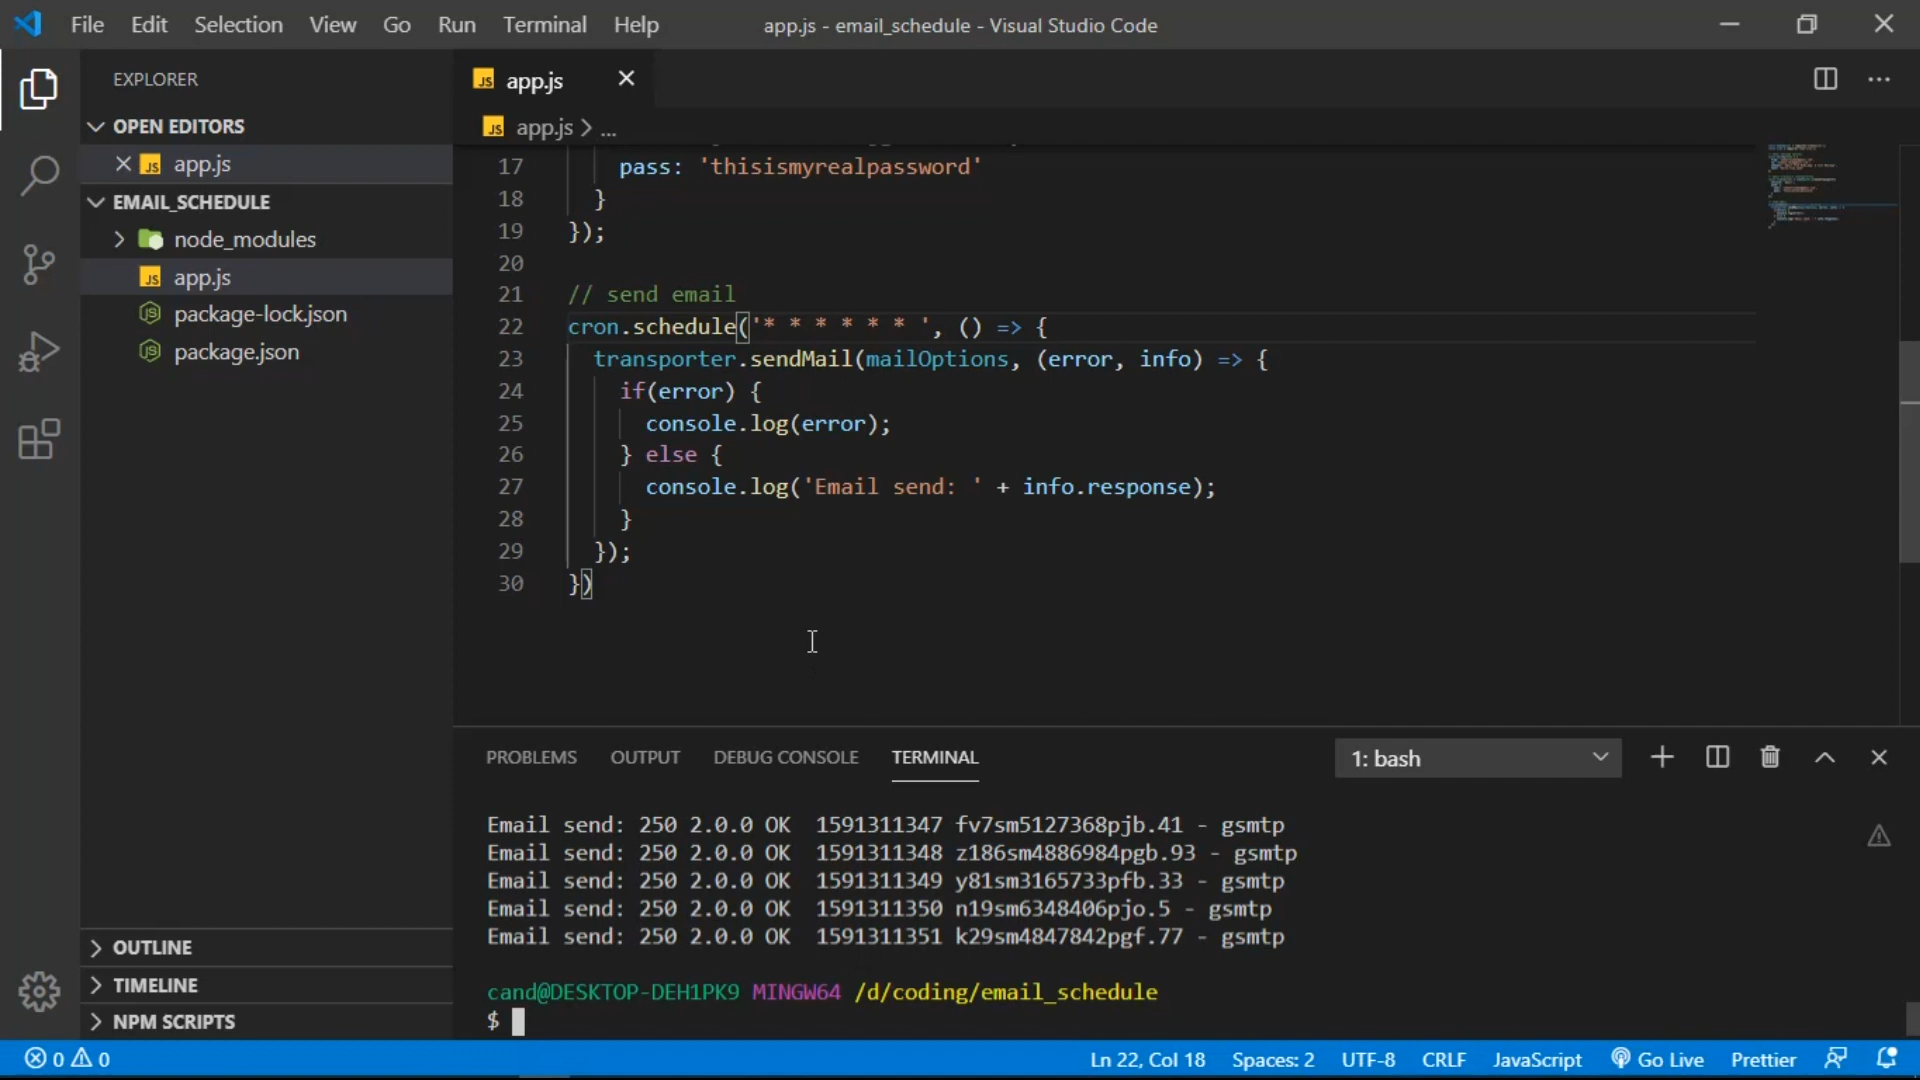 File Edit Selection View Go Run Terminal Help
app.js - email_schedule - Visual Studio Code
EXPLORER
OPEN EDITORS
app.js
EMAIL_SCHEDULE
node_modules
app.js
package-lock.json
package.json
OUTLINE
TIMELINE
NPM SCRIPTS
app.js
app.js > ...
17 pass: 'thisismyrealpassword'
18 }
19 });
20
21 // send email
22 cron.schedule('* * * * * * ', () => {
23 transporter.sendMail(mailOptions, (error, info) => {
24 if(error) {
25 console.log(error);
26 } else {
27 console.log('Email send: ' + info.response);
28 }
29 });
30 })
PROBLEMS OUTPUT DEBUG CONSOLE TERMINAL
1: bash
Email send: 250 2.0.0 OK  1591311347 fv7sm5127368pjb.41 - gsmtp
Email send: 250 2.0.0 OK  1591311348 z186sm4886984pgb.93 - gsmtp
Email send: 250 2.0.0 OK  1591311349 y81sm3165733pfb.33 - gsmtp
Email send: 250 2.0.0 OK  1591311350 n19sm6348406pjo.5 - gsmtp
Email send: 250 2.0.0 OK  1591311351 k29sm4847842pgf.77 - gsmtp
cand@DESKTOP-DEH1PK9 MINGW64 /d/coding/email_schedule
$
0 0
Ln 22, Col 18 Spaces: 2 UTF-8 CRLF JavaScript Go Live Prettier